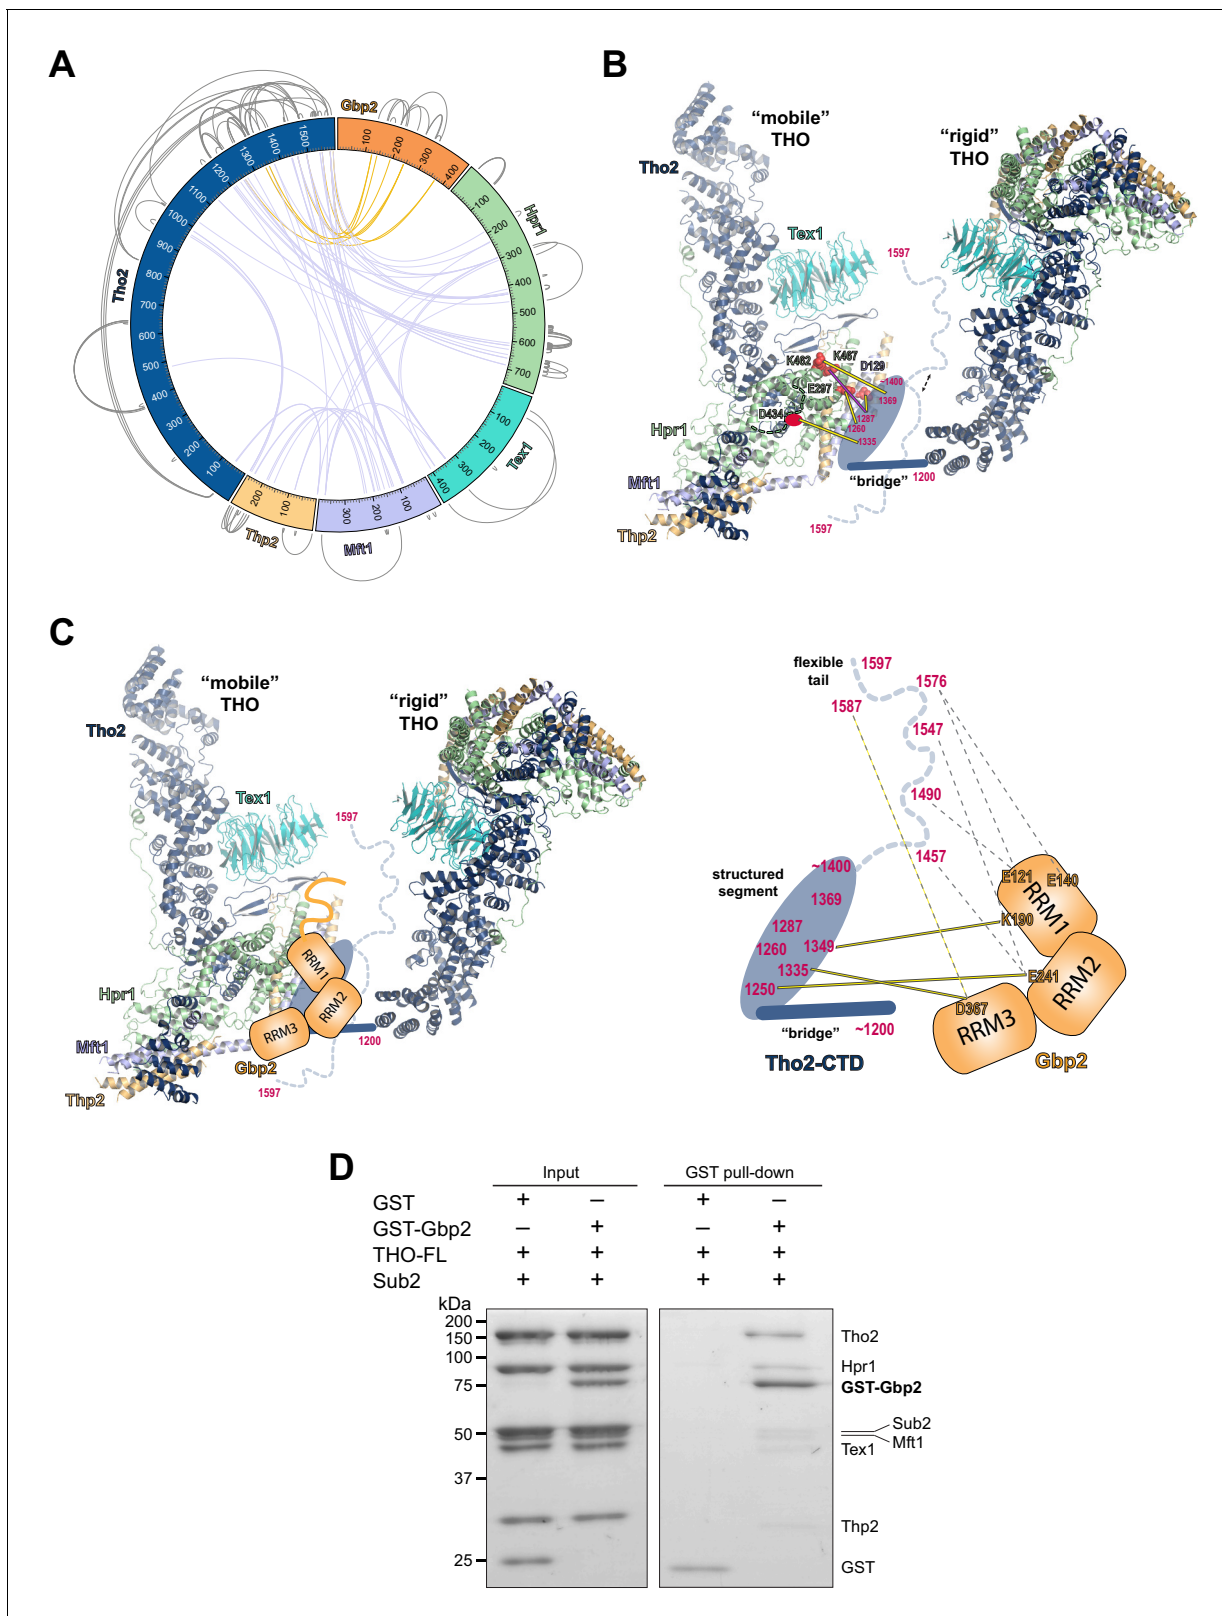 A
Gbp2
100
200
300
400
Hpr1
100
200
300
400
500
600
700
Tex1
100
200
300
400
Mft1
100
200
300
Thp2
100
200
Tho2
100
200
300
400
500
600
700
800
900
1000
1100
1200
1300
1400
1500
B
"mobile"
THO
"rigid"
THO
Tho2
Tex1
1597
K462
K467
D129
~1400
E297
1369
D434
1287
1260
1335
Hpr1
"bridge"
1200
Mft1
1597
Thp2
C
"mobile"
THO
"rigid"
THO
Tho2
Tex1
1597
RRM1
RRM2
RRM3
Hpr1
Mft1
1200
Gbp2
Thp2
1597
flexible
tail
1597
1576
1587
1547
1490
1457
~1400
structured
segment
1369
E121
E140
RRM1
1287
K190
1260
1349
1335
E241
RRM2
1250
D367
RRM3
"bridge"
~1200
Tho2-CTD
Gbp2
D
Input
GST pull-down
GST + – + –
GST-Gbp2 – + – +
THO-FL + + + +
Sub2 + + + +
kDa
200
150
100
75
50
37
25
Tho2
Hpr1
GST-Gbp2
Sub2
Mft1
Tex1
Thp2
GST